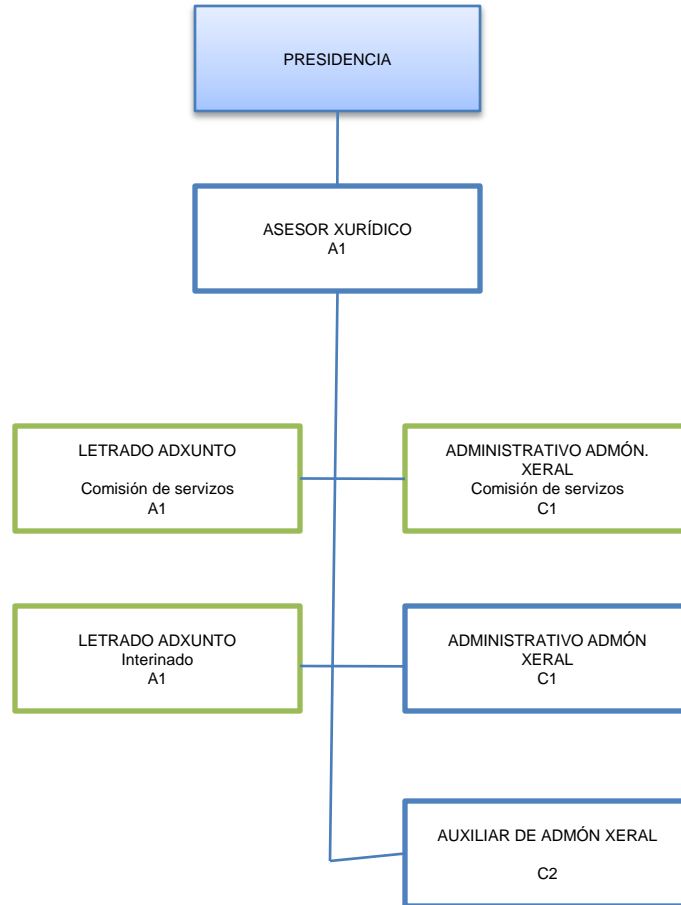 PRESIDENCIA
ASESOR XURÍDICO
A1
LETRADO ADXUNTO
Comisión de servizos
A1
ADMINISTRATIVO ADMÓN.
XERAL
Comisión de servizos
C1
LETRADO ADXUNTO
Interinado
A1
ADMINISTRATIVO ADMÓN
XERAL
C1
AUXILIAR DE ADMÓN XERAL
C2